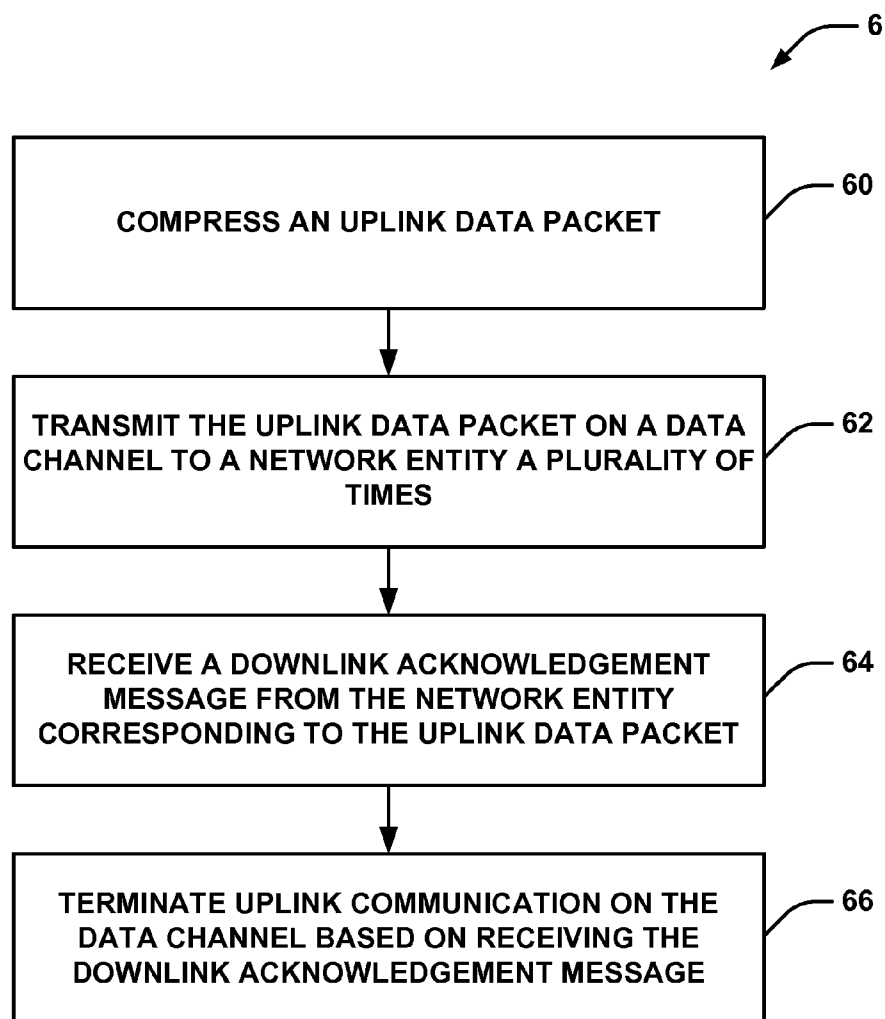 6
COMPRESS AN UPLINK DATA PACKET
60
TRANSMIT THE UPLINK DATA PACKET ON A DATA
CHANNEL TO A NETWORK ENTITY A PLURALITY OF
TIMES
62
RECEIVE A DOWNLINK ACKNOWLEDGEMENT
MESSAGE FROM THE NETWORK ENTITY
CORRESPONDING TO THE UPLINK DATA PACKET
64
TERMINATE UPLINK COMMUNICATION ON THE
DATA CHANNEL BASED ON RECEIVING THE
DOWNLINK ACKNOWLEDGEMENT MESSAGE
66